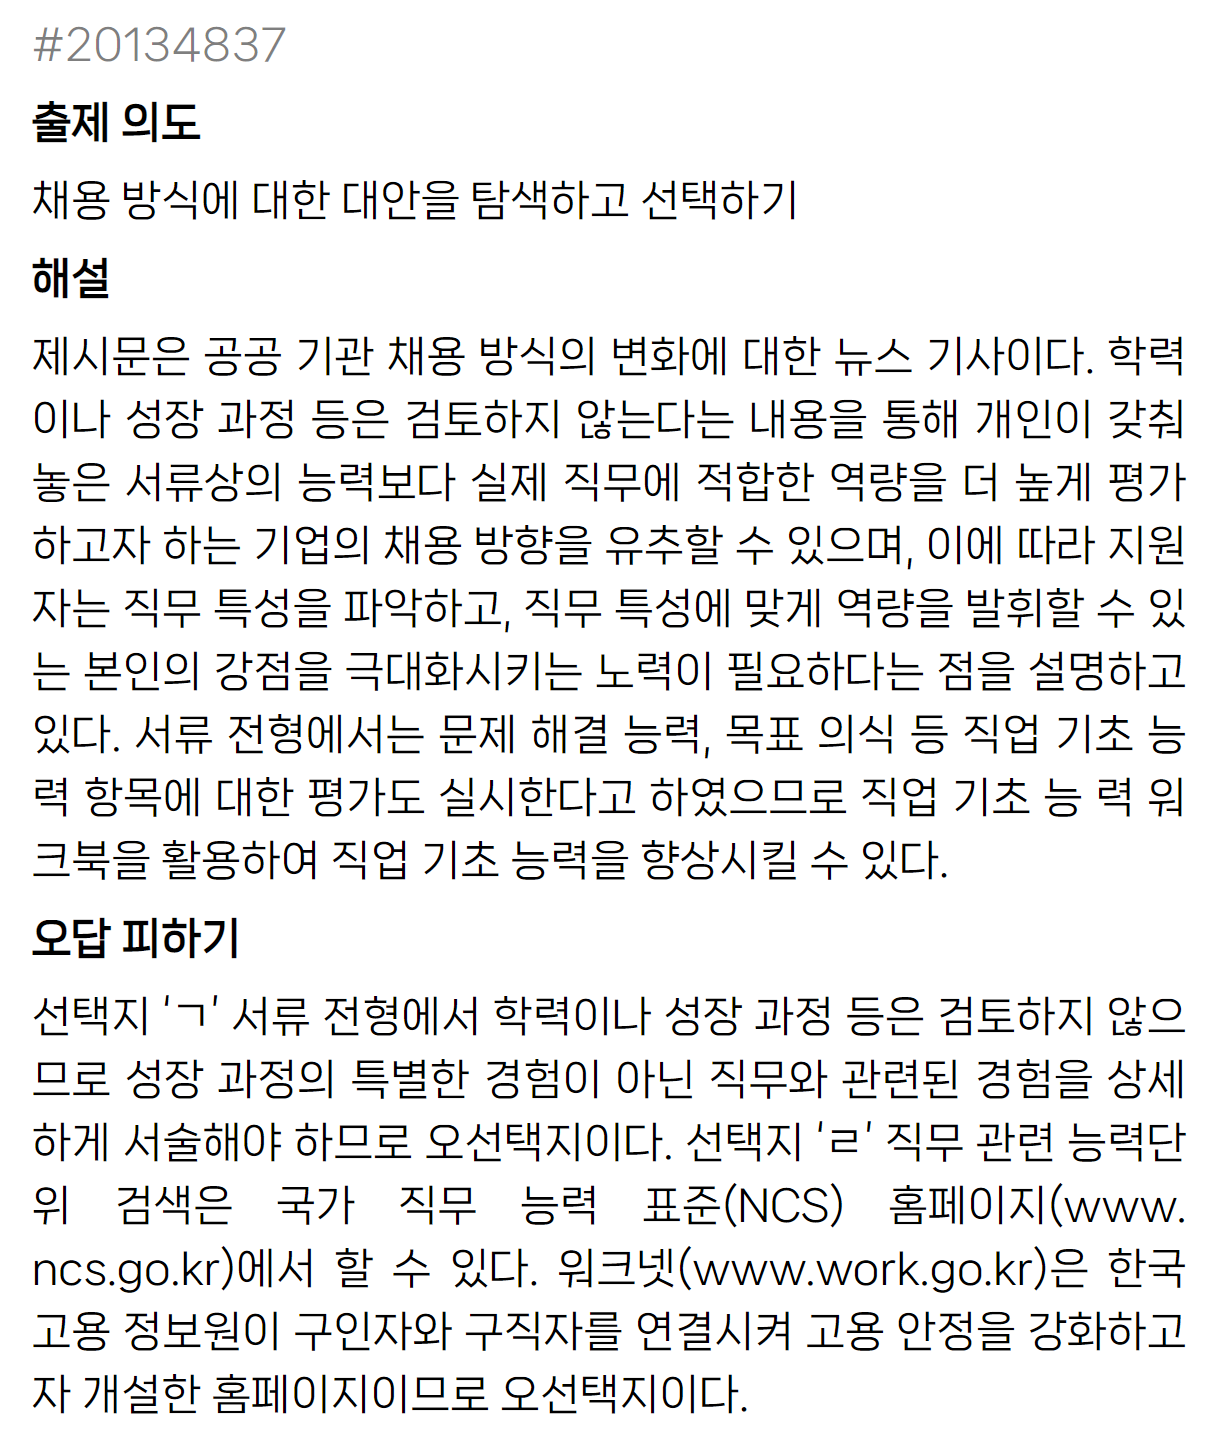 #20134837
출제 의도
채용 방식에 대한 대안을 탐색하고 선택하기
해설
제시문은 공공 기관 채용 방식의 변화에 대한 뉴스 기사이다. 학력
이나 성장 과정 등은 검토하지 않는다는 내용을 통해 개인이 갖춰
놓은 서류상의 능력보다 실제 직무에 적합한 역량을 더 높게 평가
하고자 하는 기업의 채용 방향을 유추할 수 있으며, 이에 따라 지원
자는 직무 특성을 파악하고, 직무 특성에 맞게 역량을 발휘할 수 있
는 본인의 강점을 극대화시키는 노력이 필요하다는 점을 설명하고
있다. 서류 전형에서는 문제 해결 능력, 목표 의식 등 직업 기초 능
력 항목에 대한 평가도 실시한다고 하였으므로 직업 기초 능 력 워
크북을 활용하여 직업 기초 능력을 향상시킬 수 있다.
오답 피하기
선택지 ‘ㄱ’ 서류 전형에서 학력이나 성장 과정 등은 검토하지 않으
므로 성장 과정의 특별한 경험이 아닌 직무와 관련된 경험을 상세
하게 서술해야 하므로 오선택지이다. 선택지 ‘ㄹ’ 직무 관련 능력단
위 검색은 국가 직무 능력 표준(NCS) 홈페이지(www.
ncs.go.kr)에서 할 수 있다. 워크넷(www.work.go.kr)은 한국
고용 정보원이 구인자와 구직자를 연결시켜 고용 안정을 강화하고
자 개설한 홈페이지이므로 오선택지이다.